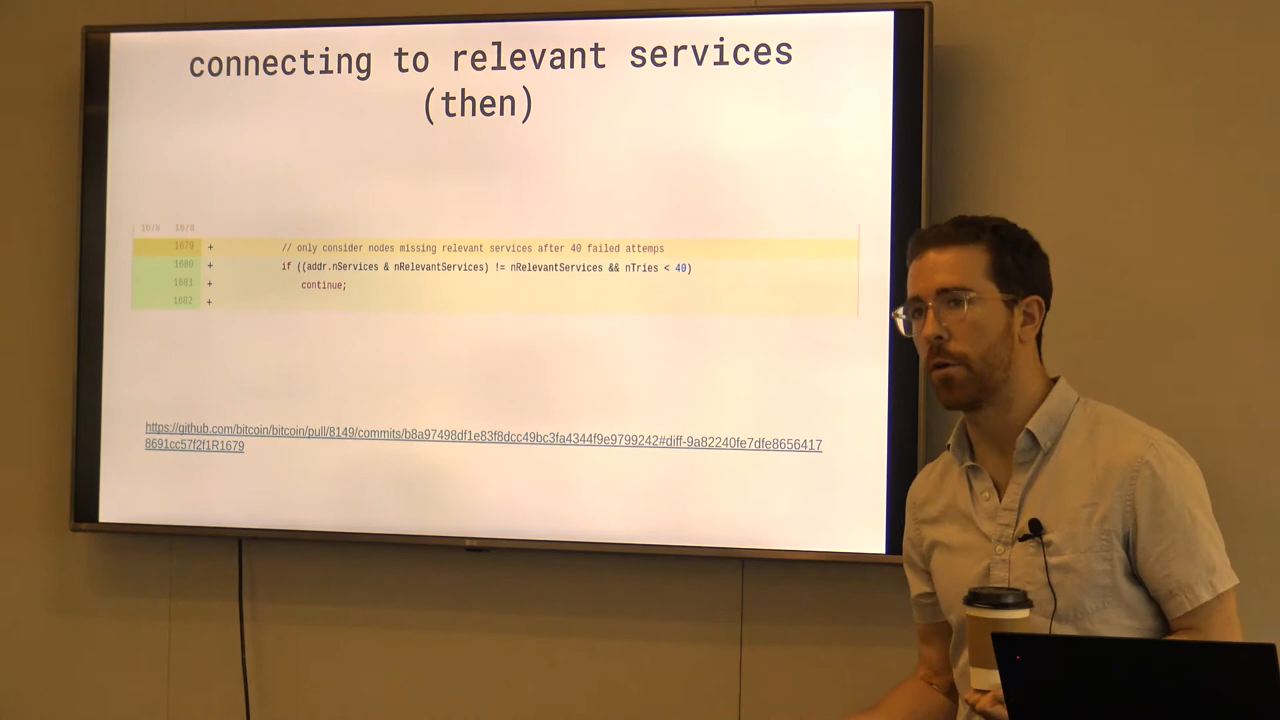 connecting to relevant services
(then)
1678 1678
1679 + // only consider nodes missing relevant services after 40 failed attemps
1680 + if ((addr.nServices & nRelevantServices) != nRelevantServices && nTries < 40)
1681 + continue;
1682 +
https://github.com/bitcoin/bitcoin/pull/8149/commits/b8a97498df1e83f8dcc49bc3fa4344f9e9799242#diff-9a82240fe7dfe8656417
8691cc57f2f1R1679